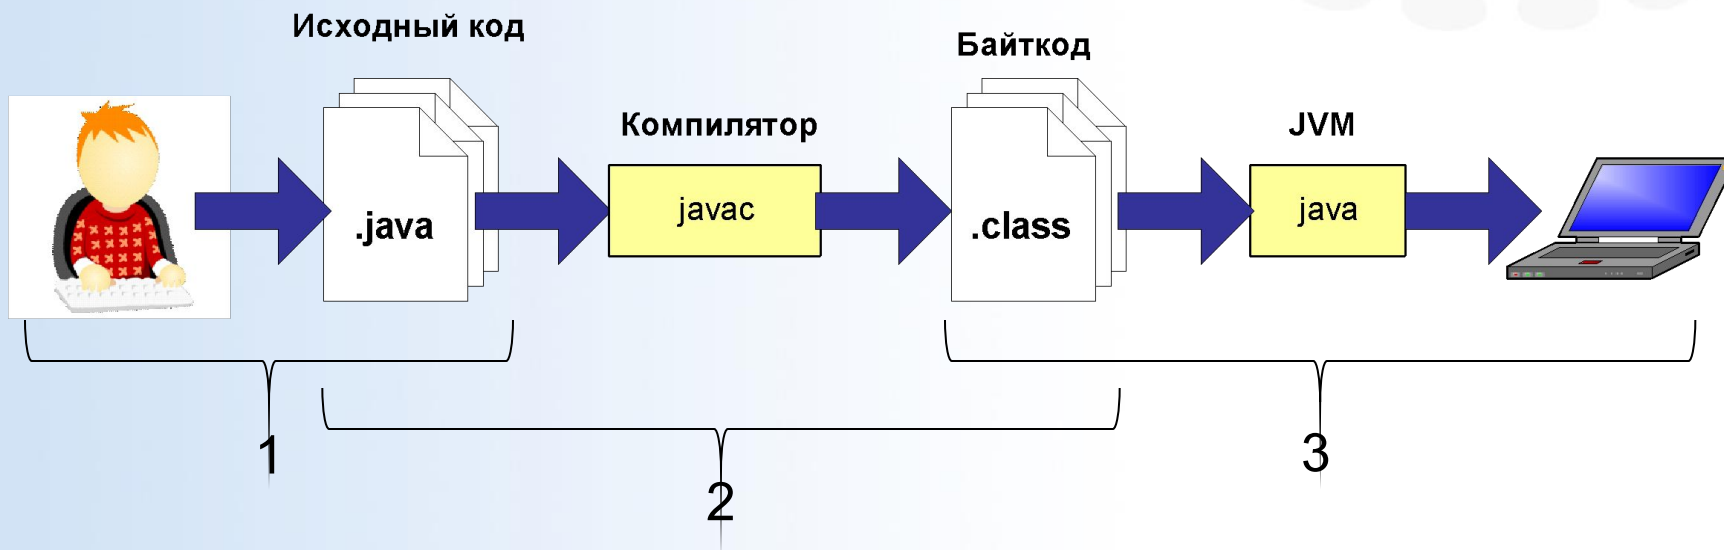 Исходный код
Байткод
Компилятор
JVM
.java
javac
.class
java
1
2
3